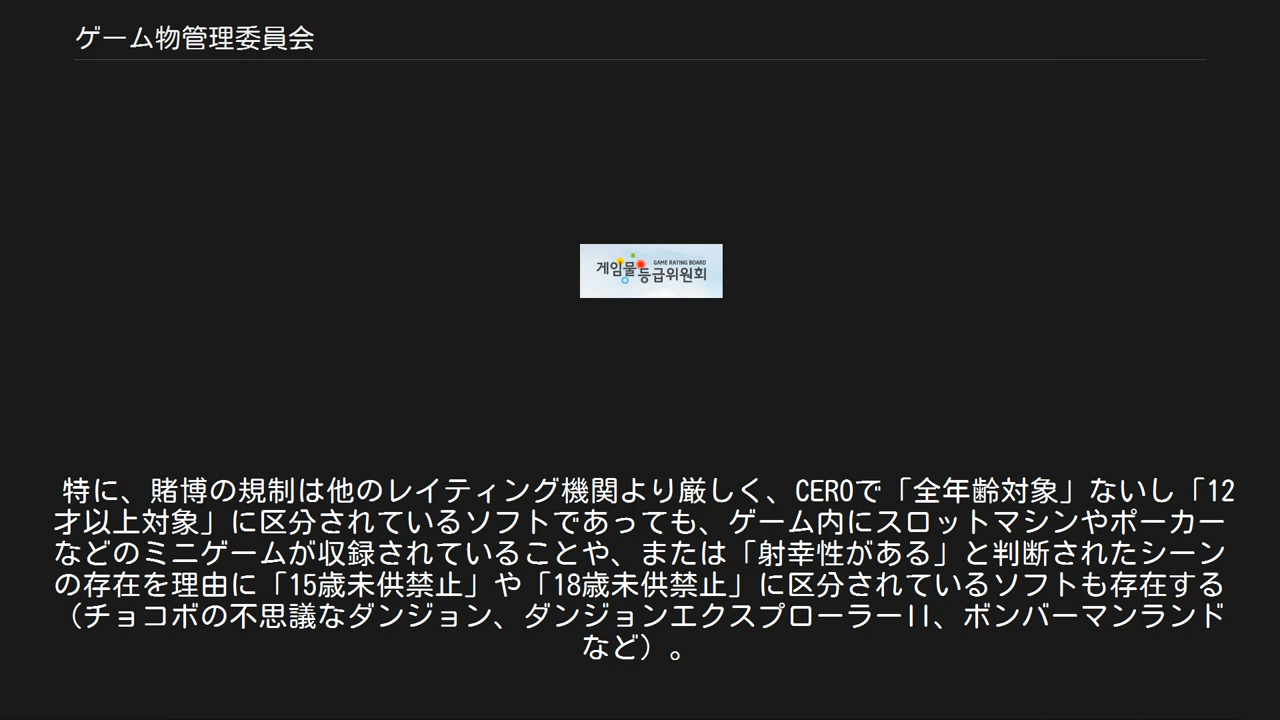 ゲーム物管理委員会
게임물 GAME RATING BOARD
등급위원회
特に、賭博の規制は他のレイティング機関より厳しく、CEROで「全年齢対象」ないし「12
才以上対象」に区分されているソフトであっても、ゲーム内にスロットマシンやポーカー
などのミニゲームが収録されていることや、または「射幸性がある」と判断されたシーン
の存在を理由に「15歳未供禁止」や「18歳未供禁止」に区分されているソフトも存在する
（チョコボの不思議なダンジョン、ダンジョンエクスプローラーII、ボンバーマンランド
など）。